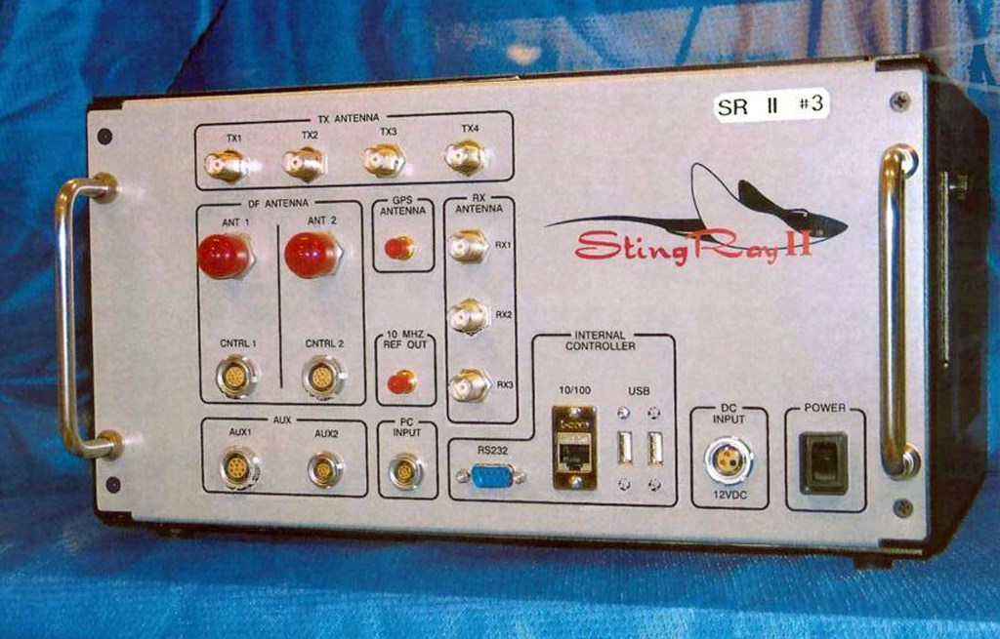 SR II #3
TX ANTENNA
TX1 TX2 TX3 TX4
DF ANTENNA
ANT 1 ANT 2
CNTRL 1 CNTRL 2
GPS
ANTENNA
10 MHZ
REF OUT
RX
ANTENNA
RX1
RX2
RX3
StingRay II
AUX
AUX1 AUX2
PC
INPUT
INTERNAL
CONTROLLER
RS232
10/100
USB
DC
INPUT
12VDC
POWER